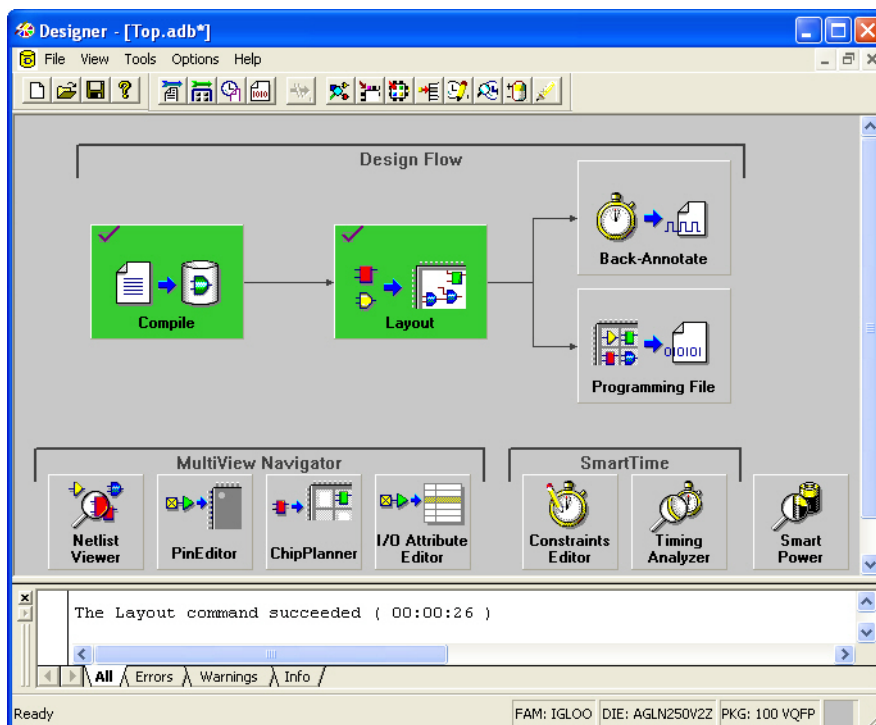 Designer - [Top.adb*]
File View Tools Options Help
Design Flow
Compile
Layout
Back-Annotate
Programming File
010101
MultiView Navigator
SmartTime
Netlist Viewer
PinEditor
ChipPlanner
I/O Attribute Editor
Constraints Editor
Timing Analyzer
Smart Power
The Layout command succeeded ( 00:00:26 )
All Errors Warnings Info
Ready
FAM: IGLOO DIE: AGLN250V2Z PKG: 100 VQFP